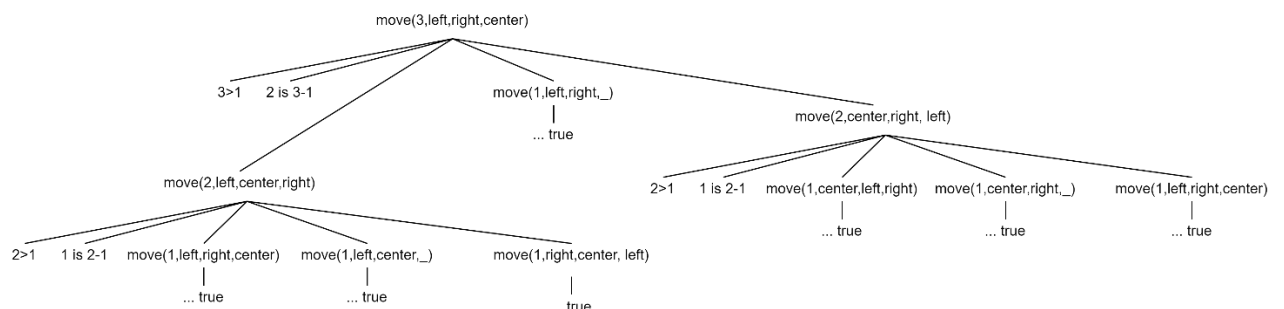 move(3,left,right,center)
3>1
2 is 3-1
move(1,left,right,_)
... true
move(2,center,right, left)
2>1
1 is 2-1
move(1,center,left,right)
move(1,center,right,_)
move(1,left,right,center)
... true
... true
... true
move(2,left,center,right)
2>1
1 is 2-1
move(1,left,right,center)
move(1,left,center,_)
move(1,right,center, left)
... true
... true
true